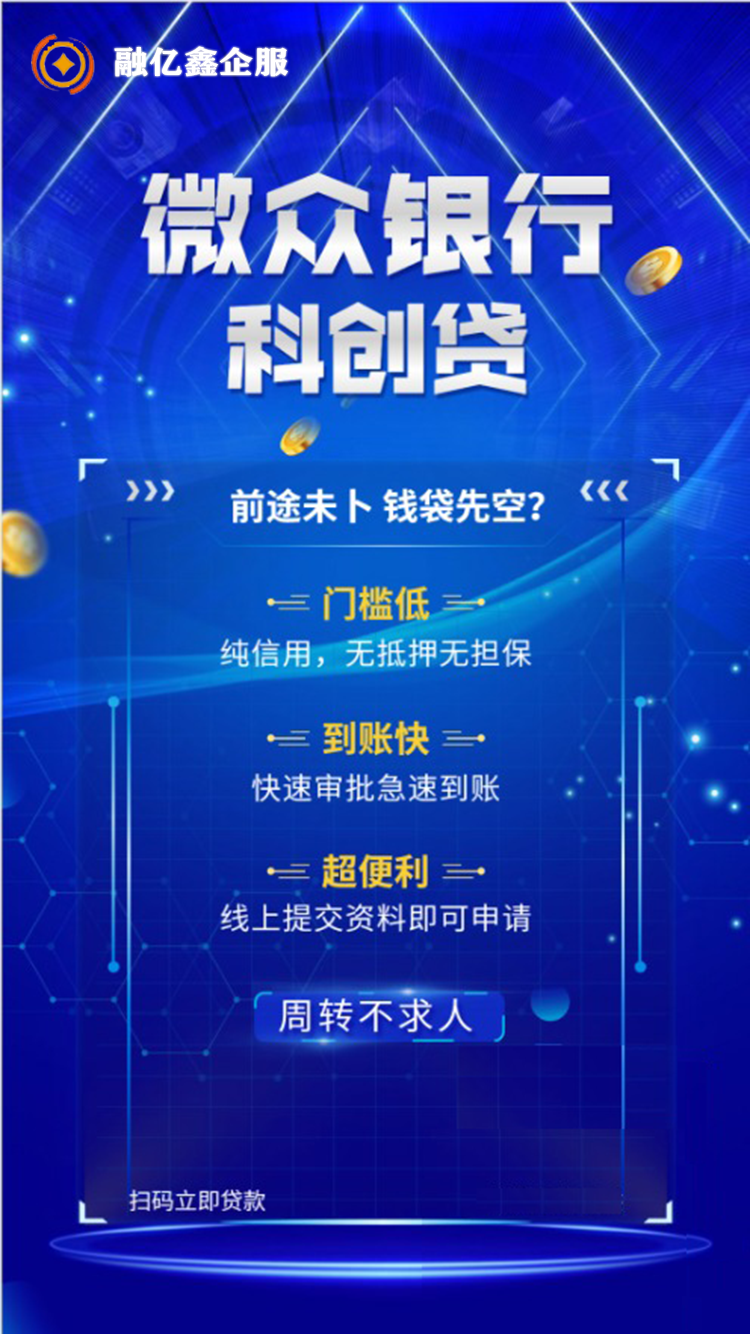 融亿鑫企服
微众银行
科创贷
前途未卜 钱袋先空?
门槛低
纯信用，无抵押无担保
到账快
快速审批急速到账
超便利
线上提交资料即可申请
周转不求人
扫码立即贷款